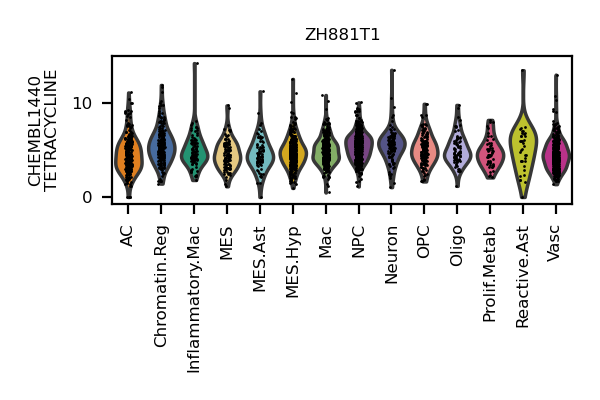 ZH881T1
CHEMBL1440
TETRACYCLINE
10
0
AC
Chromatin.Reg
Inflammatory.Mac
MES
MES.Ast
MES.Hyp
Mac
NPC
Neuron
OPC
Oligo
Prolif.Metab
Reactive.Ast
Vasc